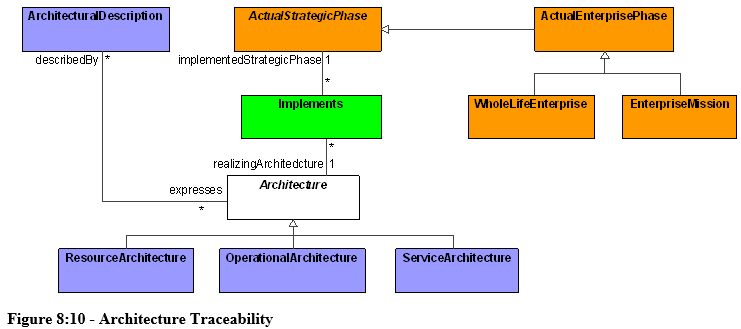 ArchitecturalDescription
ActualStrategicPhase
ActualEnterprisePhase
describedBy *
implementedStrategicPhase 1
*
Implements
WholeLifeEnterprise
EnterpriseMission
*
realizingArchitedcture 1
expresses
*
Architecture
ResourceArchitecture
OperationalArchitecture
ServiceArchitecture
Figure 8:10 - Architecture Traceability